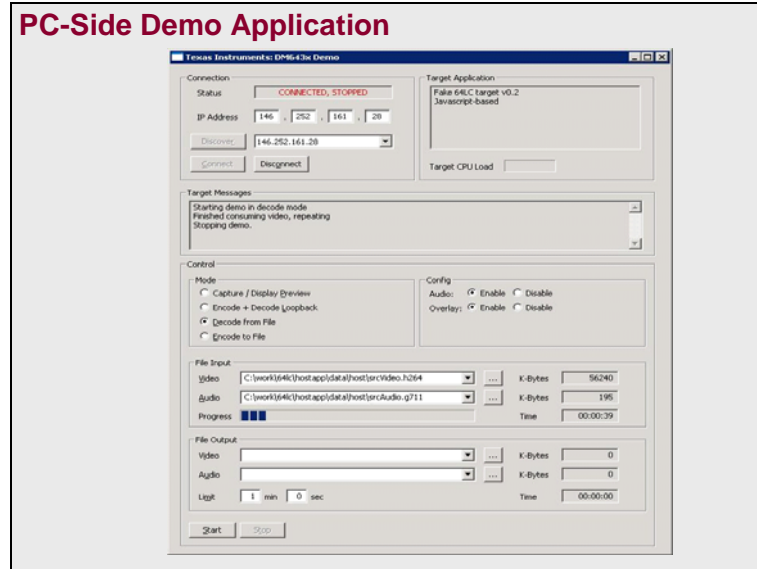 PC-Side Demo Application
Texas Instruments: DM643x Demo
Connection
Status CONNECTED, STOPPED
IP Address 146 . 252 . 161 . 28
Discover 146.252.161.28
Connect Disconnect
Target Application
Fake 64LC target v0.2
Javascript-based
Target CPU Load
Target Messages
Starting demo in decode mode
Finished consuming video, repeating
Stopping demo.
Control
Mode
Capture / Display Preview
Encode + Decode Loopback
Decode from File
Encode to File
Config
Audio: Enable Disable
Overlay: Enable Disable
File Input
Video C:\work\64lc\hostapp\data\host\srcVideo.h264 ... K-Bytes 56240
Audio C:\work\64lc\hostapp\data\host\srcAudio.g711 ... K-Bytes 195
Progress Time 00:00:39
File Output
Video ... K-Bytes 0
Audio ... K-Bytes 0
Limit 1 min 0 sec Time 00:00:00
Start Stop